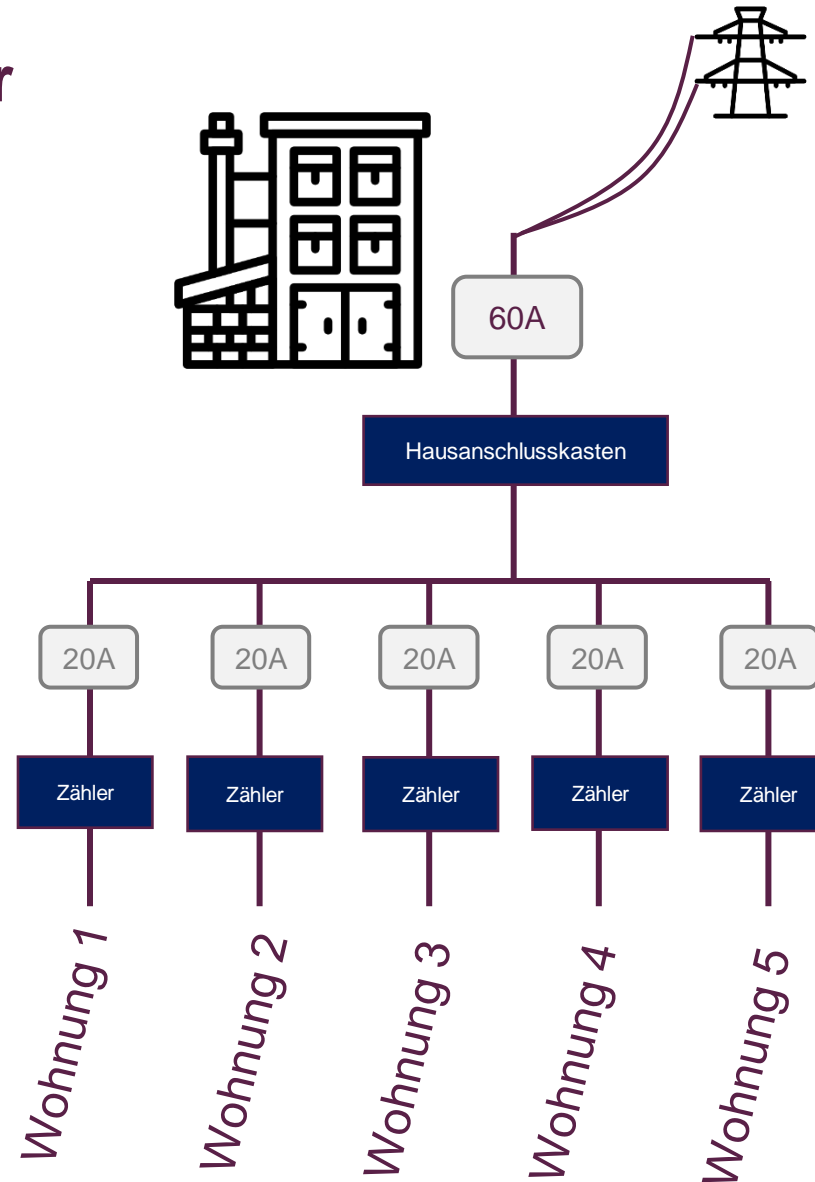 r
60A
Hausanschlusskasten
20A
20A
20A
20A
20A
Zähler
Zähler
Zähler
Zähler
Zähler
Wohnung 1
Wohnung 2
Wohnung 3
Wohnung 4
Wohnung 5